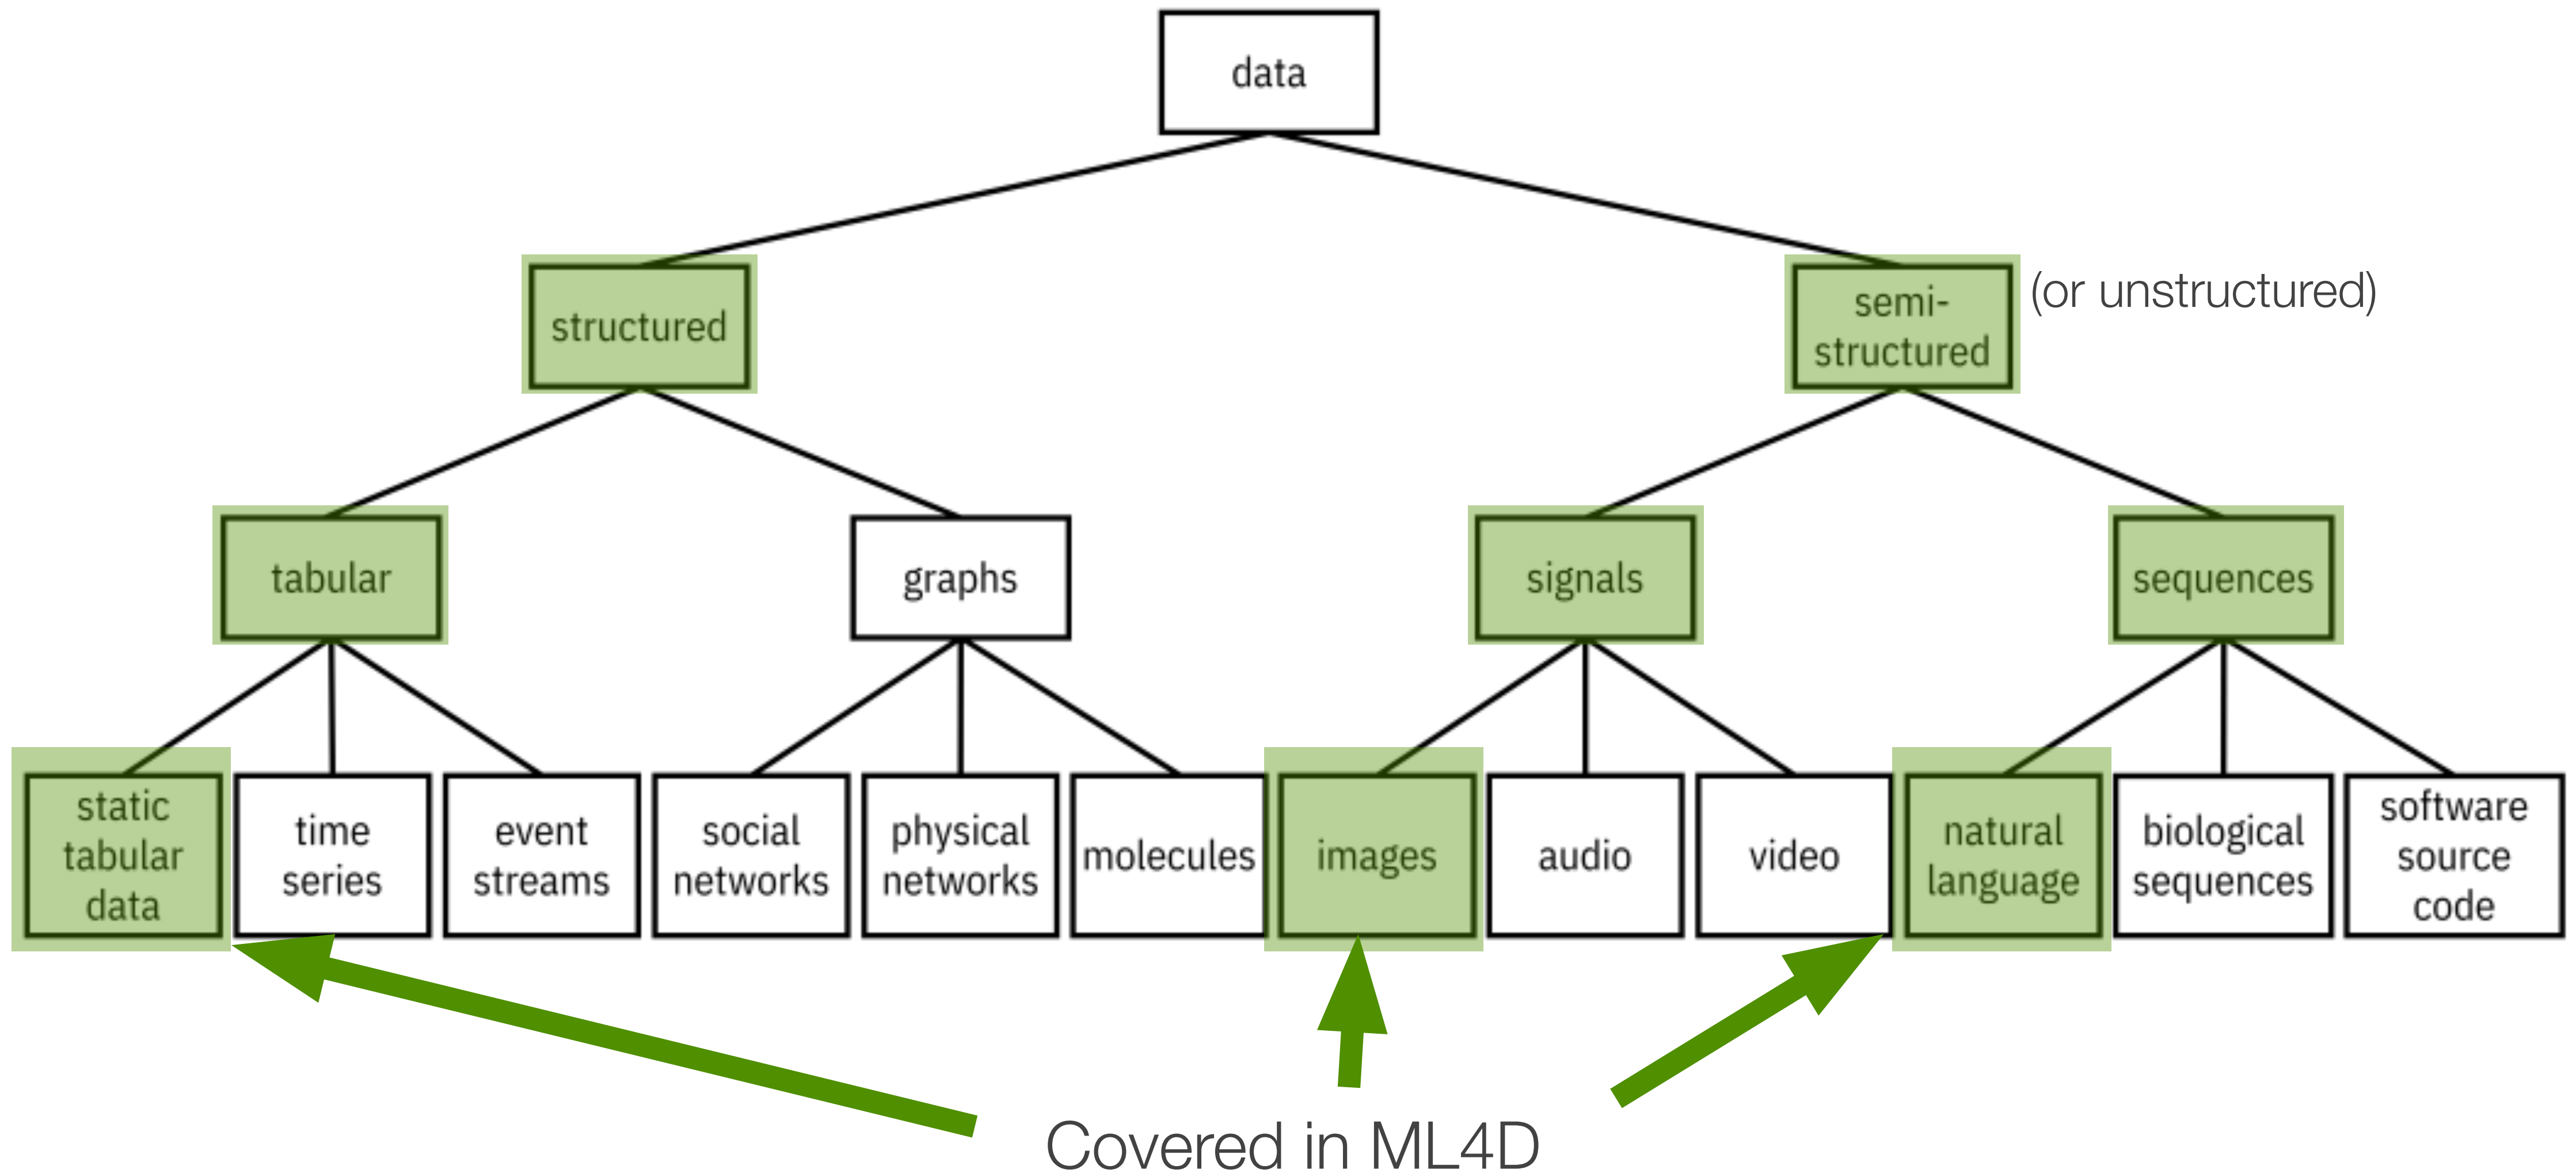 data
structured
semi-
structured
(or unstructured)
tabular
graphs
signals
sequences
static
tabular
data
time
series
event
streams
social
networks
physical
networks
molecules
images
audio
video
natural
language
biological
sequences
software
source
code
Covered in ML4D